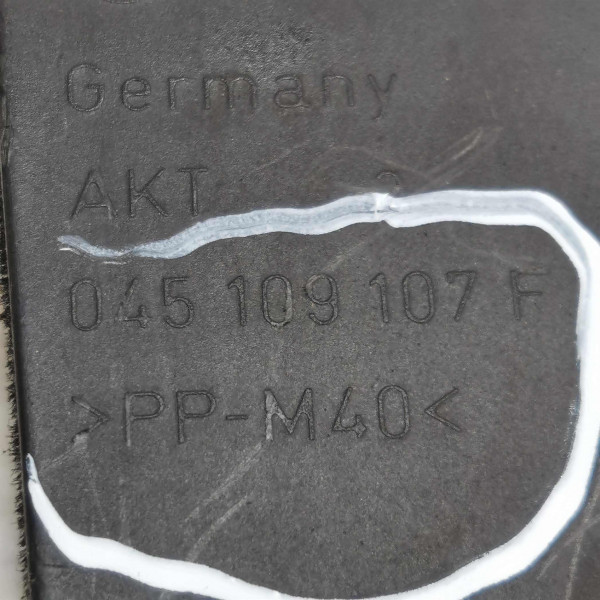 Germany
AKT
045 109 107 F
>PP-M40<